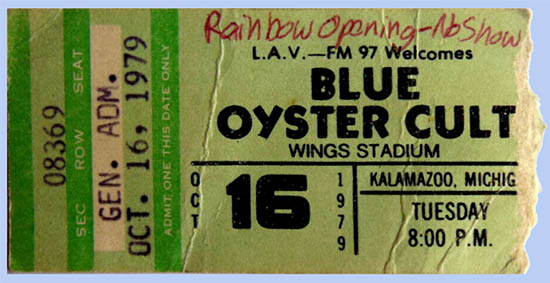 Rainbow Opening - No Show
L.A.V.—FM 97 Welcomes
BLUE
OYSTER CULT
WINGS STADIUM
OCT
16
1979
KALAMAZOO, MICHIG
TUESDAY
8:00 P.M.
SEC ROW SEAT
08369
GEN. ADM.
OCT. 16, 1979
ADMIT ONE THIS DATE ONLY